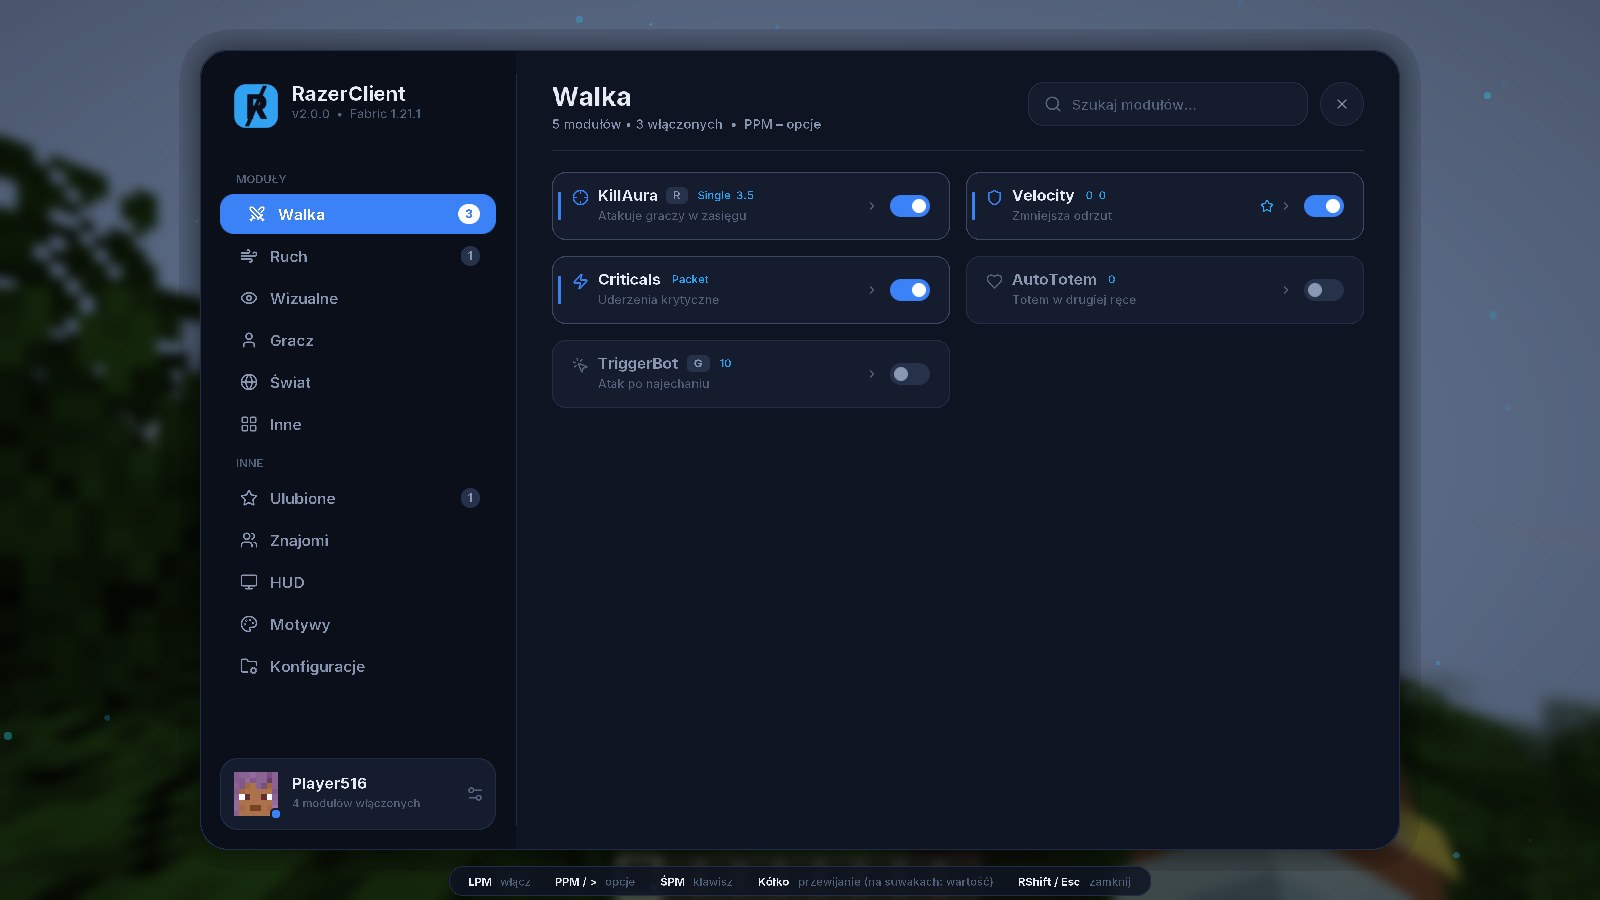 RazerClient
v2.0.0 • Fabric 1.21.1
MODUŁY
Walka 3
Ruch 1
Wizualne
Gracz
Świat
Inne
INNE
Ulubione 1
Znajomi
HUD
Motywy
Konfiguracje
Player516
4 modułów włączonych
Walka
5 modułów • 3 włączonych • PPM – opcje
Szukaj modułów...
KillAura R Single 3.5
Atakuje graczy w zasięgu
Velocity 0 0
Zmniejsza odrzut
Criticals Packet
Uderzenia krytyczne
AutoTotem 0
Totem w drugiej ręce
TriggerBot G 10
Atak po najechaniu
LPM włącz PPM / > opcje ŚPM klawisz Kółko przewijanie (na suwakach: wartość) RShift / Esc zamknij